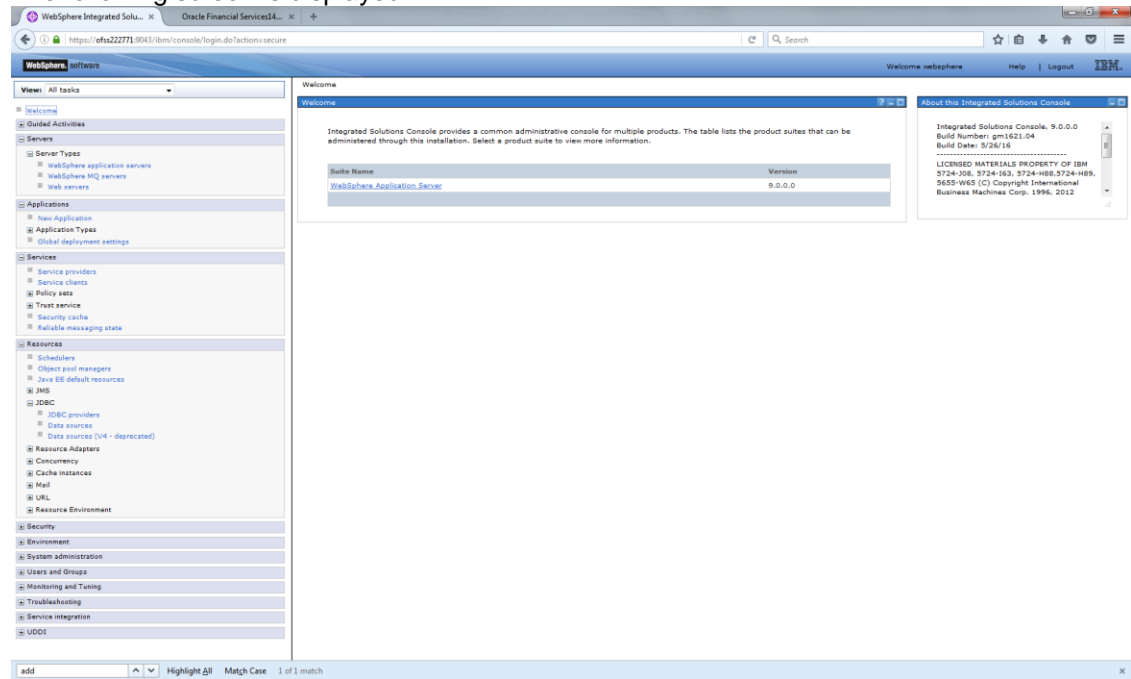 WebSphere Integrated Solu... ×
Oracle Financial Services14... ×
https://ofss222771:9043/ibm/console/login.do?action=secure
Search
WebSphere. software
Welcome websphere
Help | Logout
IBM.
View: All tasks
Welcome
Guided Activities
Servers
Server Types
WebSphere application servers
WebSphere MQ servers
Web servers
Applications
New Application
Application Types
Global deployment settings
Services
Service providers
Service clients
Policy sets
Trust service
Security cache
Reliable messaging state
Resources
Schedulers
Object pool managers
Java EE default resources
JMS
JDBC
JDBC providers
Data sources
Data sources (V4 - deprecated)
Resource Adapters
Concurrency
Cache instances
Mail
URL
Resource Environment
Security
Environment
System administration
Users and Groups
Monitoring and Tuning
Troubleshooting
Service integration
UDDI
Welcome
Welcome
Integrated Solutions Console provides a common administrative console for multiple products. The table lists the product suites that can be
administered through this installation. Select a product suite to view more information.
Suite Name Version
WebSphere Application Server 9.0.0.0
About this Integrated Solutions Console
Integrated Solutions Console, 9.0.0.0
Build Number: gm1621.04
Build Date: 5/26/16
LICENSED MATERIALS PROPERTY OF IBM
5724-J08, 5724-I63, 5724-H88,5724-H89,
5655-W65 (C) Copyright International
Business Machines Corp. 1996, 2012
add
Highlight All Match Case 1 of 1 match